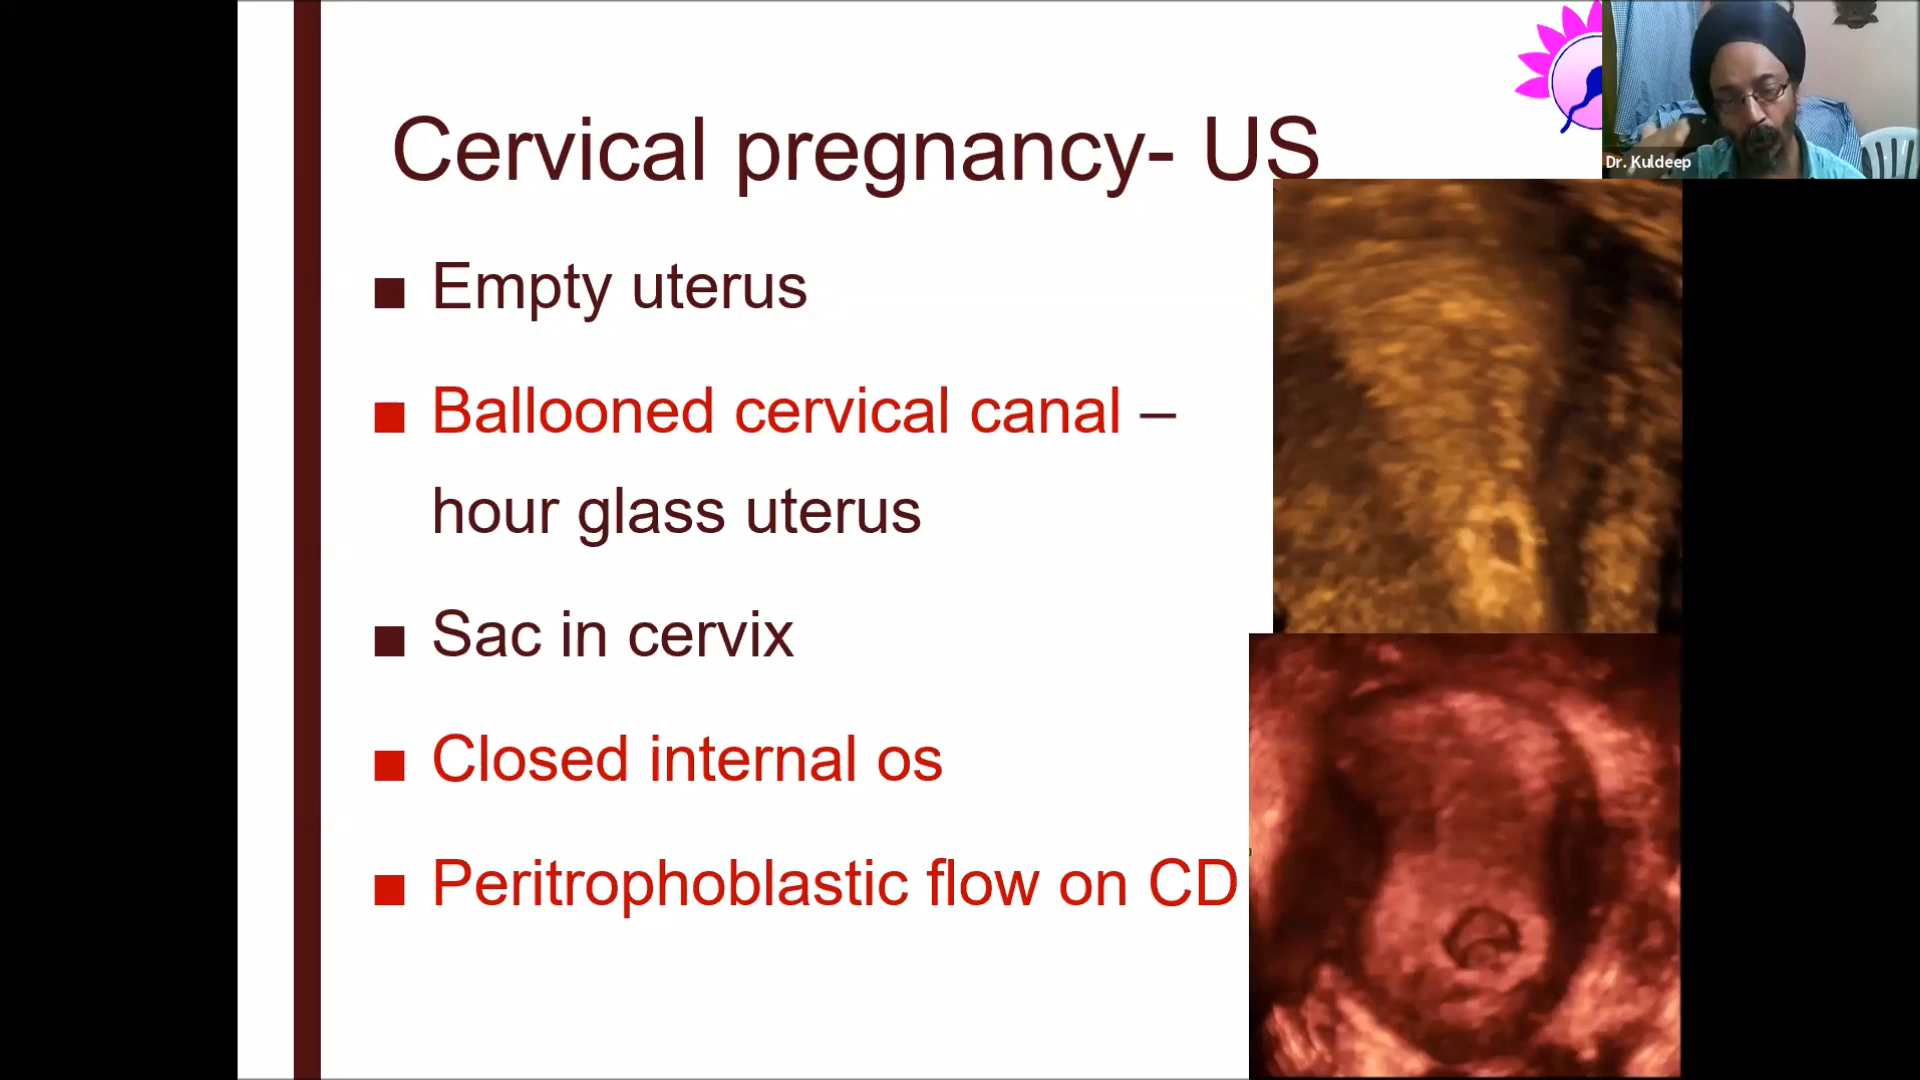 Cervical pregnancy- US
■ Empty uterus
■ Ballooned cervical canal –
hour glass uterus
■ Sac in cervix
■ Closed internal os
■ Peritrophoblastic flow on CD
Dr. Kuldeep